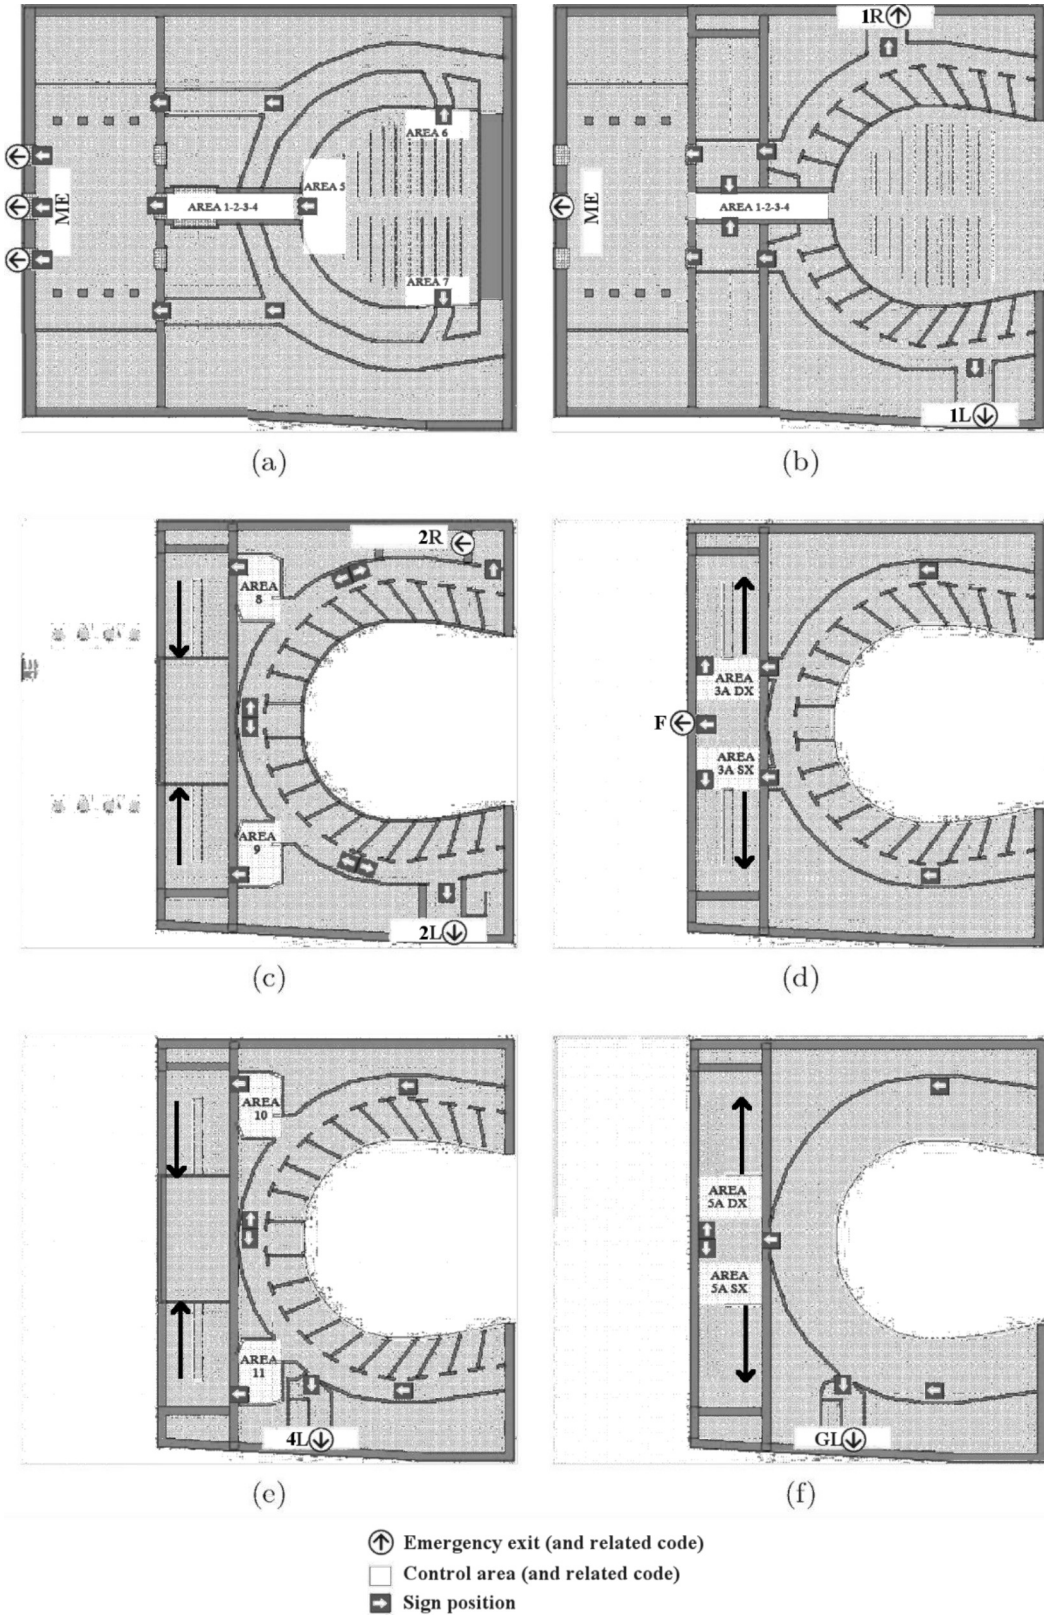 AREA 6
AREA 5
ME
AREA 1-2-3-4
AREA 7
(a)
1R
ME
AREA 1-2-3-4
1L
(b)
2R
AREA
8
AREA
9
2L
(c)
AREA
3A DX
F
AREA
3A SX
(d)
AREA
10
AREA
11
4L
(e)
AREA
5A DX
AREA
5A SX
GL
(f)
Emergency exit (and related code)
Control area (and related code)
Sign position